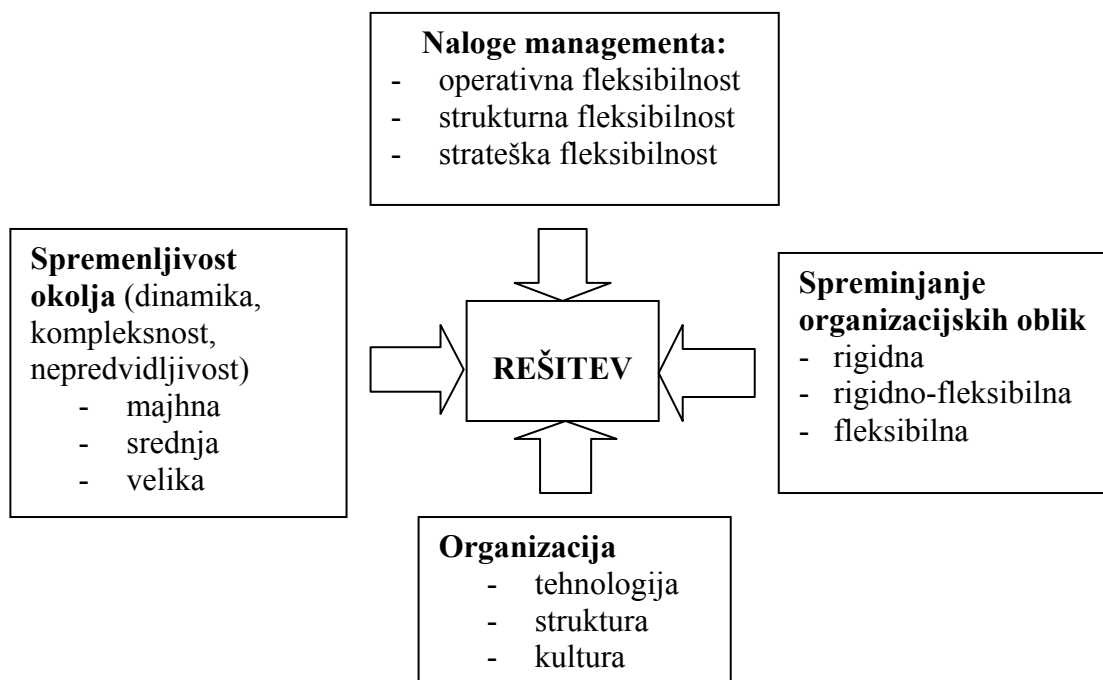 Naloge managementa:
- operativna fleksibilnost
- strukturna fleksibilnost
- strateška fleksibilnost
Spremenljivost
okolja (dinamika,
kompleksnost,
nepredvidljivost)
- majhna
- srednja
- velika
REŠITEV
Spreminjanje
organizacijskih oblik
- rigidna
- rigidno-fleksibilna
- fleksibilna
Organizacija
- tehnologija
- struktura
- kultura